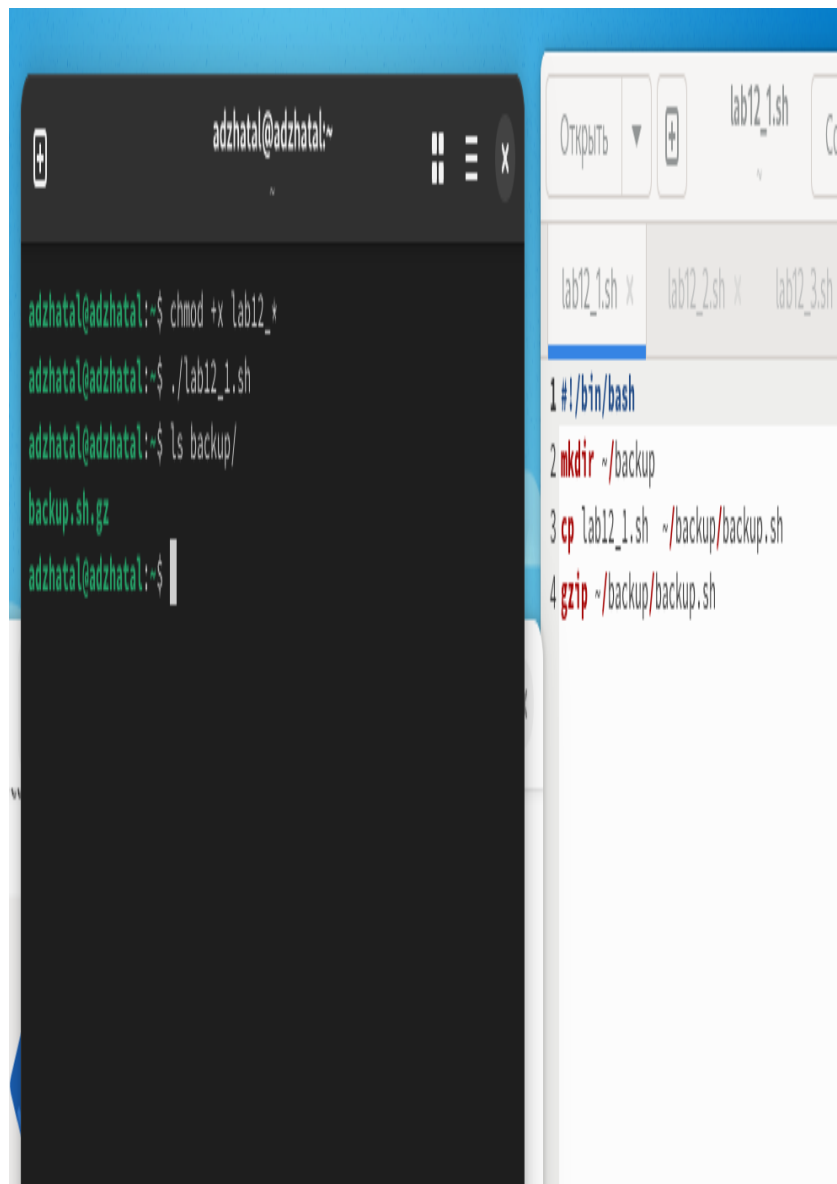 adzhatal@adzhatal:~
~
adzhatal@adzhatal:~$ chmod +x lab12_*
adzhatal@adzhatal:~$ ./lab12_1.sh
adzhatal@adzhatal:~$ ls backup/
backup.sh.gz
adzhatal@adzhatal:~$
Открыть
lab12_1.sh
~
lab12_1.sh
lab12_2.sh
lab12_3.sh
1 #!/bin/bash
2 mkdir ~/backup
3 cp lab12_1.sh  ~/backup/backup.sh
4 gzip ~/backup/backup.sh